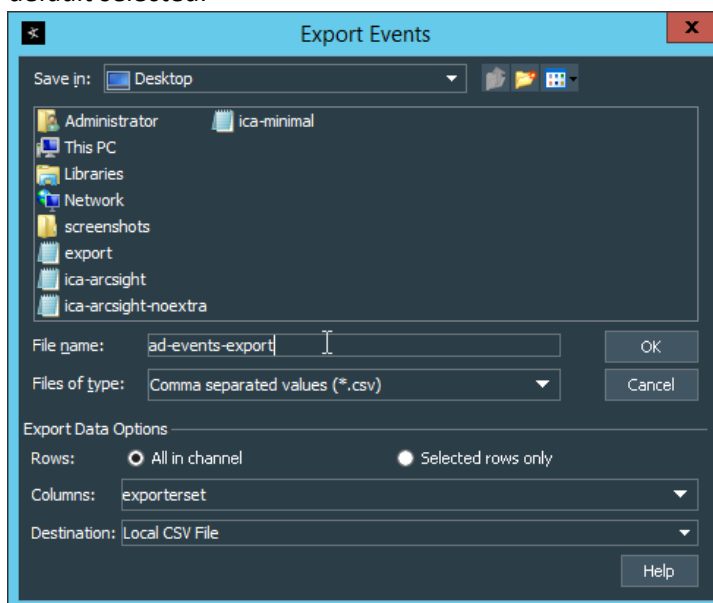 default selected.
Export Events
x
Save in: Desktop
Administrator ica-minimal
This PC
Libraries
Network
screenshots
export
ica-arcsight
ica-arcsight-noextra
File name: ad-events-export OK
Files of type: Comma separated values (*.csv) Cancel
Export Data Options
Rows: All in channel Selected rows only
Columns: exporterset
Destination: Local CSV File
Help